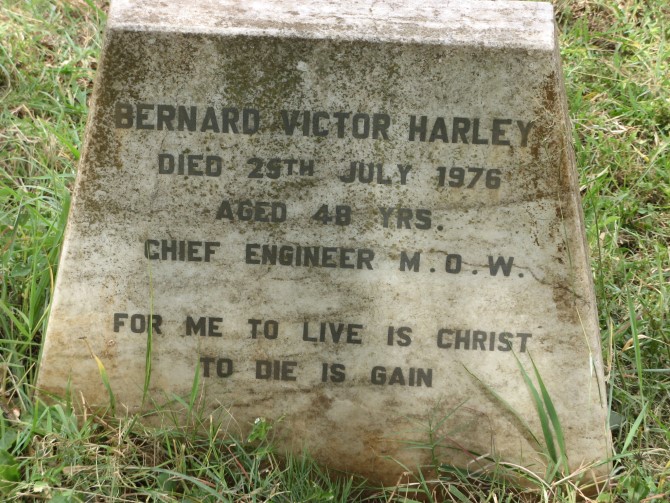 BERNARD VICTOR HARLEY
DIED 25TH JULY 1976
AGED 48 YRS.
CHIEF ENGINEER M.O.W.
FOR ME TO LIVE IS CHRIST
TO DIE IS GAIN